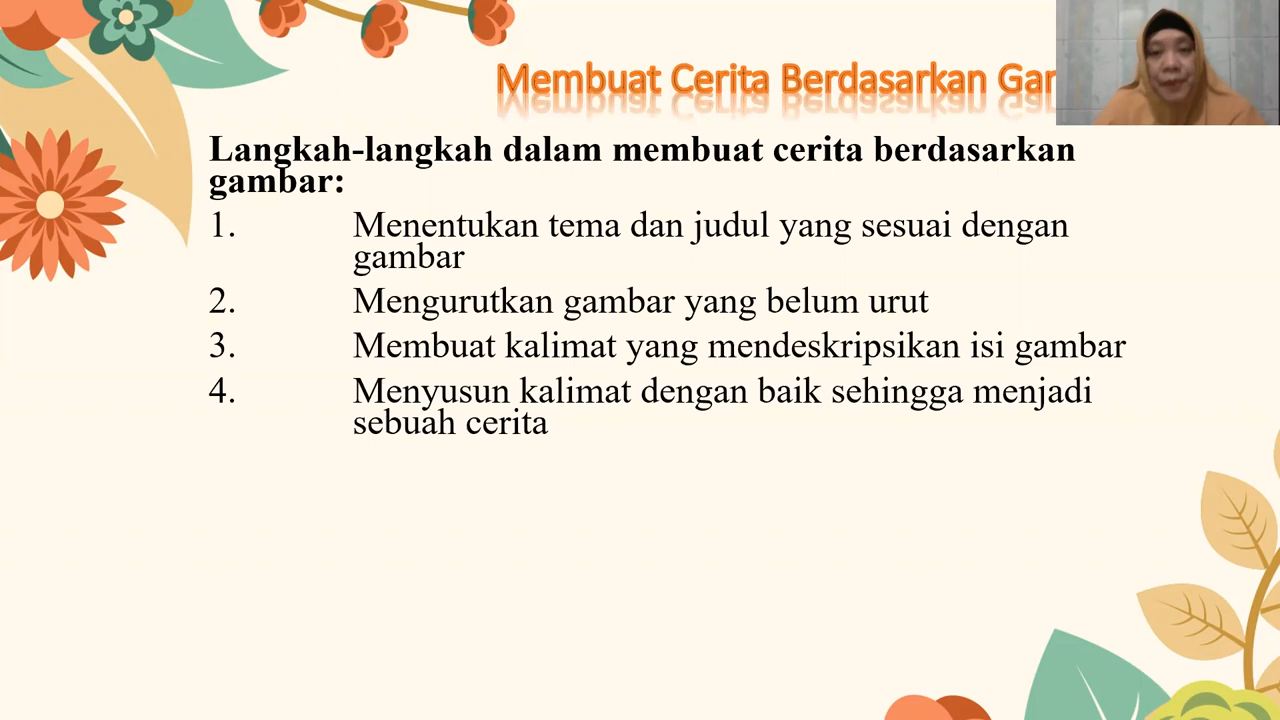 Membuat Cerita Berdasarkan
Langkah-langkah dalam membuat cerita berdasarkan
gambar:
1. Menentukan tema dan judul yang sesuai dengan
gambar
2. Mengurutkan gambar yang belum urut
3. Membuat kalimat yang mendeskripsikan isi gambar
4. Menyusun kalimat dengan baik sehingga menjadi
sebuah cerita